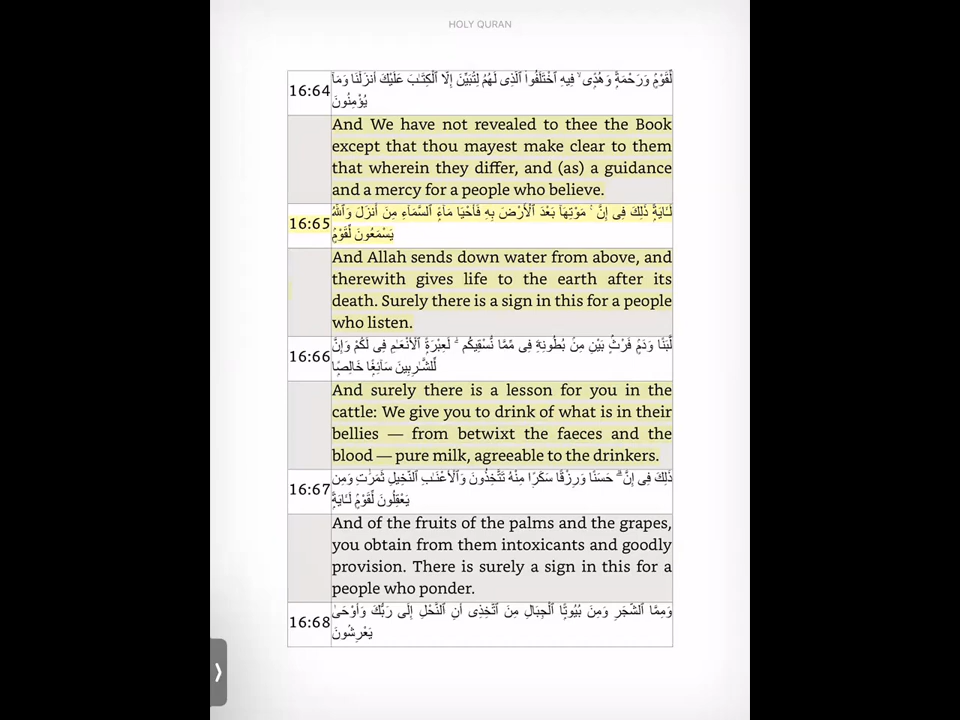 HOLY QURAN
16:64
لِّقَوْمٍ وَرَحْمَةً وَهُدًى ۙ فِيهِ ٱخْتَلَفُوا۟ ٱلَّذِى لَهُمُ لِتُبَيِّنَ إِلَّا ٱلْكِتَـٰبَ عَلَيْكَ أَنزَلْنَا وَمَآ
يُؤْمِنُونَ
And We have not revealed to thee the Book
except that thou mayest make clear to them
that wherein they differ, and (as) a guidance
and a mercy for a people who believe.
16:65
لَـَٔايَةً ذَٰلِكَ فِى إِنَّ ۚ مَوْتِهَآ بَعْدَ ٱلْأَرْضَ بِهِ فَأَحْيَا مَآءً ٱلسَّمَآءِ مِنَ أَنزَلَ وَٱللَّهُ
يَسْمَعُونَ لِّقَوْمٍ
And Allah sends down water from above, and
therewith gives life to the earth after its
death. Surely there is a sign in this for a people
who listen.
16:66
لَّبَنًا وَدَمٍ فَرْثٍ بَيْنِ مِنۢ بُطُونِهِۦ فِى مِّمَّا نُّسْقِيكُم ۖ لَعِبْرَةً ٱلْأَنْعَـٰمِ فِى لَكُمْ وَإِنَّ
لِّلشَّـٰرِبِينَ سَآئِغًا خَالِصًا
And surely there is a lesson for you in the
cattle: We give you to drink of what is in their
bellies — from betwixt the faeces and the
blood — pure milk, agreeable to the drinkers.
16:67
ذَٰلِكَ فِى إِنَّ ۗ حَسَنًا وَرِزْقًا سَكَرًا مِنْهُ تَتَّخِذُونَ وَٱلْأَعْنَـٰبِ ٱلنَّخِيلِ ثَمَرَٰتِ وَمِن
يَعْقِلُونَ لِّقَوْمٍ لَـَٔايَةً
And of the fruits of the palms and the grapes,
you obtain from them intoxicants and goodly
provision. There is surely a sign in this for a
people who ponder.
16:68
وَمِمَّا ٱلشَّجَرِ وَمِنَ بُيُوتًا ٱلْجِبَالِ مِنَ ٱتَّخِذِى أَنِ ٱلنَّحْلِ إِلَى رَبُّكَ وَأَوْحَىٰ
يَعْرِشُونَ